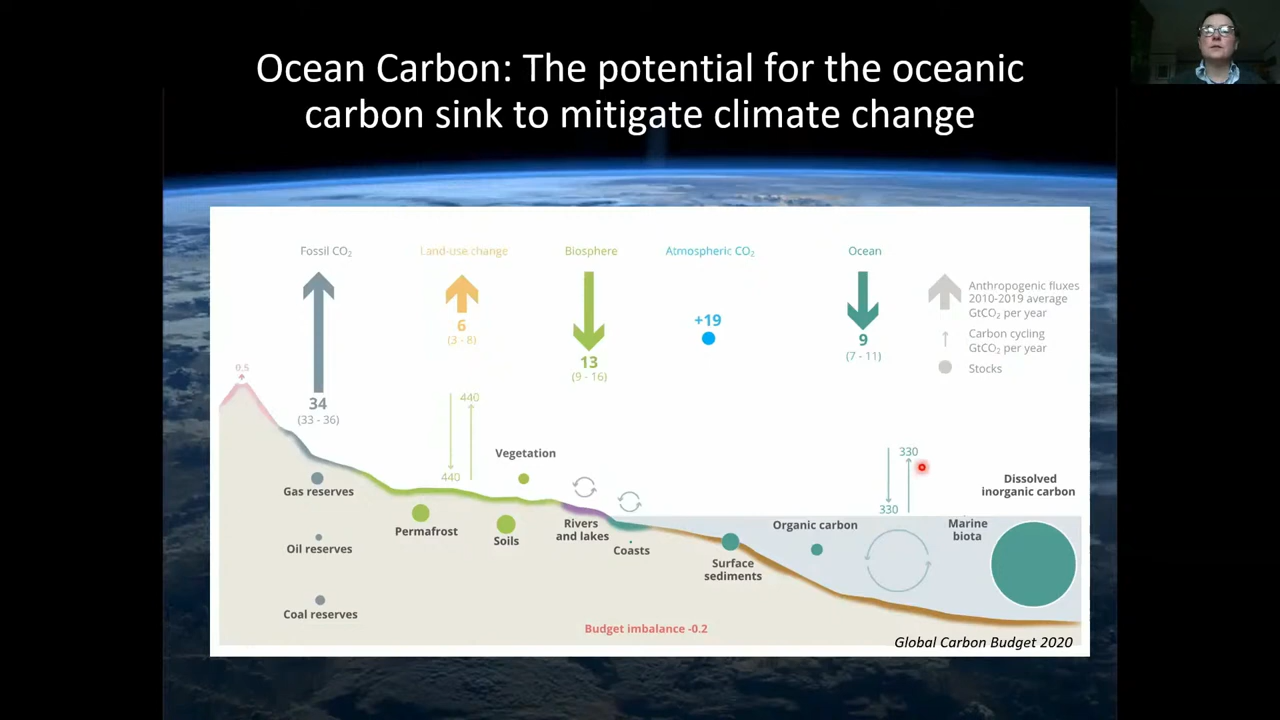 Ocean Carbon: The potential for the oceanic
carbon sink to mitigate climate change
Fossil CO₂
Land-use change
Biosphere
Atmospheric CO₂
Ocean
Anthropogenic fluxes
2010-2019 average
GtCO₂ per year
Carbon cycling
GtCO₂ per year
Stocks
+19
6
(3 - 8)
9
(7 - 11)
13
(9 - 16)
0.5
34
(33 - 36)
440
440
330
330
Vegetation
Gas reserves
Permafrost
Soils
Rivers
and lakes
Coasts
Oil reserves
Coal reserves
Surface
sediments
Organic carbon
Marine
biota
Dissolved
inorganic carbon
Budget imbalance -0.2
Global Carbon Budget 2020